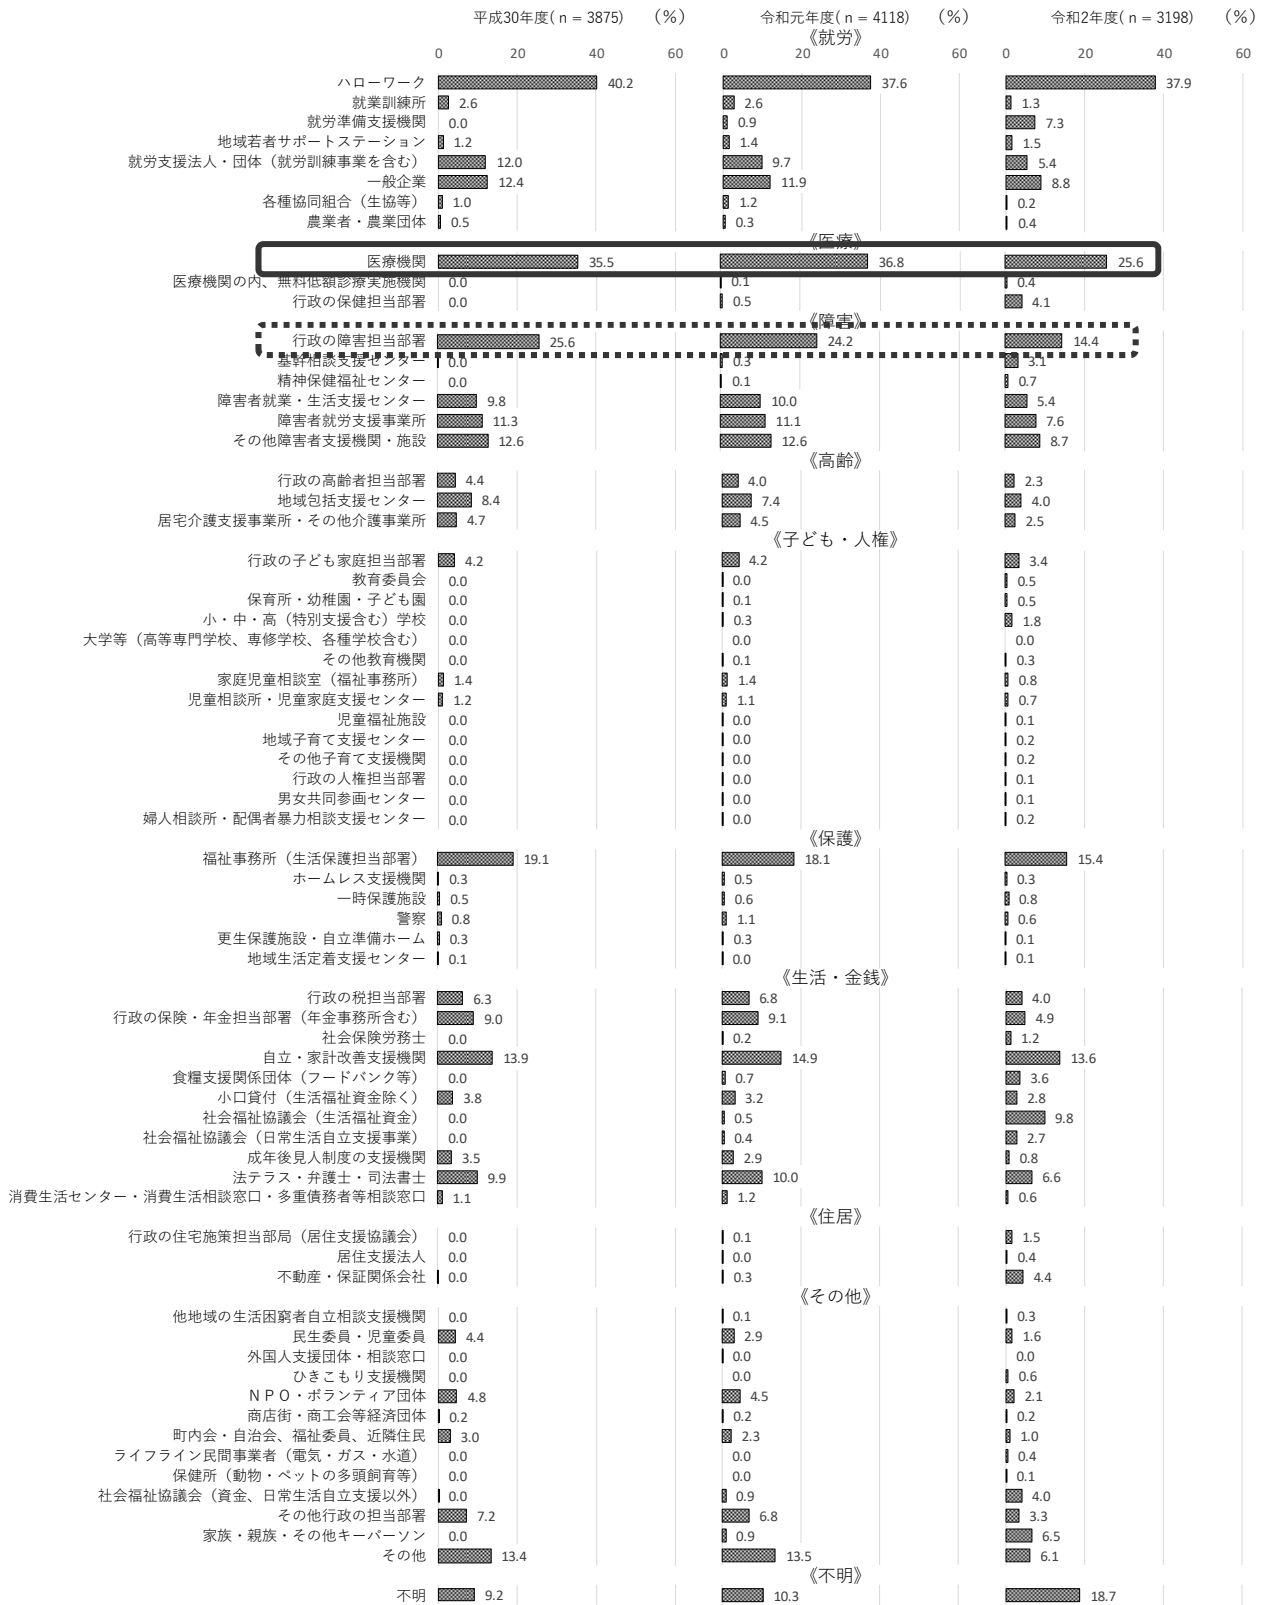 平成30年度( n = 3875) （%） 令和元年度( n = 4118) （%） 令和2年度( n = 3198) （%）
《就労》
0 20 40 60 0 20 40 60 0 20 40 60
ハローワーク 40.2 37.6 37.9
就業訓練所 2.6 2.6 1.3
就労準備支援機関 0.0 0.9 7.3
地域若者サポートステーション 1.2 1.4 1.5
就労支援法人・団体（就労訓練事業を含む） 12.0 9.7 5.4
一般企業 12.4 11.9 8.8
各種協同組合（生協等） 1.0 1.2 0.2
農業者・農業団体 0.5 0.3 0.4
《医療》
医療機関 35.5 36.8 25.6
医療機関の内、無料低額診療実施機関 0.0 0.1 0.4
行政の保健担当部署 0.0 0.5 4.1
《障害》
行政の障害担当部署 25.6 24.2 14.4
基幹相談支援センター 0.0 0.3 3.1
精神保健福祉センター 0.0 0.1 0.7
障害者就業・生活支援センター 9.8 10.0 5.4
障害者就労支援事業所 11.3 11.1 7.6
その他障害者支援機関・施設 12.6 12.6 8.7
《高齢》
行政の高齢者担当部署 4.4 4.0 2.3
地域包括支援センター 8.4 7.4 4.0
居宅介護支援事業所・その他介護事業所 4.7 4.5 2.5
《子ども・人権》
行政の子ども家庭担当部署 4.2 4.2 3.4
教育委員会 0.0 0.0 0.5
保育所・幼稚園・子ども園 0.0 0.1 0.5
小・中・高（特別支援含む）学校 0.0 0.3 1.8
大学等（高等専門学校、専修学校、各種学校含む） 0.0 0.0 0.0
その他教育機関 0.0 0.1 0.3
家庭児童相談室（福祉事務所） 1.4 1.4 0.8
児童相談所・児童家庭支援センター 1.2 1.1 0.7
児童福祉施設 0.0 0.0 0.1
地域子育て支援センター 0.0 0.0 0.2
その他子育て支援機関 0.0 0.0 0.2
行政の人権担当部署 0.0 0.0 0.1
男女共同参画センター 0.0 0.0 0.1
婦人相談所・配偶者暴力相談支援センター 0.0 0.0 0.2
《保護》
福祉事務所（生活保護担当部署） 19.1 18.1 15.4
ホームレス支援機関 0.3 0.5 0.3
一時保護施設 0.5 0.6 0.8
警察 0.8 1.1 0.6
更生保護施設・自立準備ホーム 0.3 0.3 0.1
地域生活定着支援センター 0.1 0.0 0.1
《生活・金銭》
行政の税担当部署 6.3 6.8 4.0
行政の保険・年金担当部署（年金事務所含む） 9.0 9.1 4.9
社会保険労務士 0.0 0.2 1.2
自立・家計改善支援機関 13.9 14.9 13.6
食糧支援関係団体（フードバンク等） 0.0 0.7 3.6
小口貸付（生活福祉資金除く） 3.8 3.2 2.8
社会福祉協議会（生活福祉資金） 0.0 0.5 9.8
社会福祉協議会（日常生活自立支援事業） 0.0 0.4 2.7
成年後見人制度の支援機関 3.5 2.9 0.8
法テラス・弁護士・司法書士 9.9 10.0 6.6
消費生活センター・消費生活相談窓口・多重債務者等相談窓口 1.1 1.2 0.6
《住居》
行政の住宅施策担当部局（居住支援協議会） 0.0 0.1 1.5
居住支援法人 0.0 0.0 0.4
不動産・保証関係会社 0.0 0.3 4.4
《その他》
他地域の生活困窮者自立相談支援機関 0.0 0.1 0.3
民生委員・児童委員 4.4 2.9 1.6
外国人支援団体・相談窓口 0.0 0.0 0.0
ひきこもり支援機関 0.0 0.0 0.6
ＮＰＯ・ボランティア団体 4.8 4.5 2.1
商店街・商工会等経済団体 0.2 0.2 0.2
町内会・自治会、福祉委員、近隣住民 3.0 2.3 1.0
ライフライン民間事業者（電気・ガス・水道） 0.0 0.0 0.4
保健所（動物・ペットの多頭飼育等） 0.0 0.0 0.1
社会福祉協議会（資金、日常生活自立支援以外） 0.0 0.9 4.0
その他行政の担当部署 7.2 6.8 3.3
家族・親族・その他キーパーソン 0.0 0.9 6.5
その他 13.4 13.5 6.1
《不明》
不明 9.2 10.3 18.7